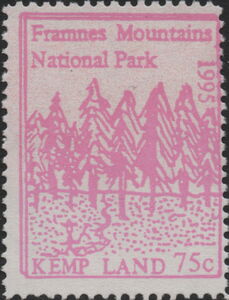 Framnes Mountains
National Park
1995
KEMP LAND 75c